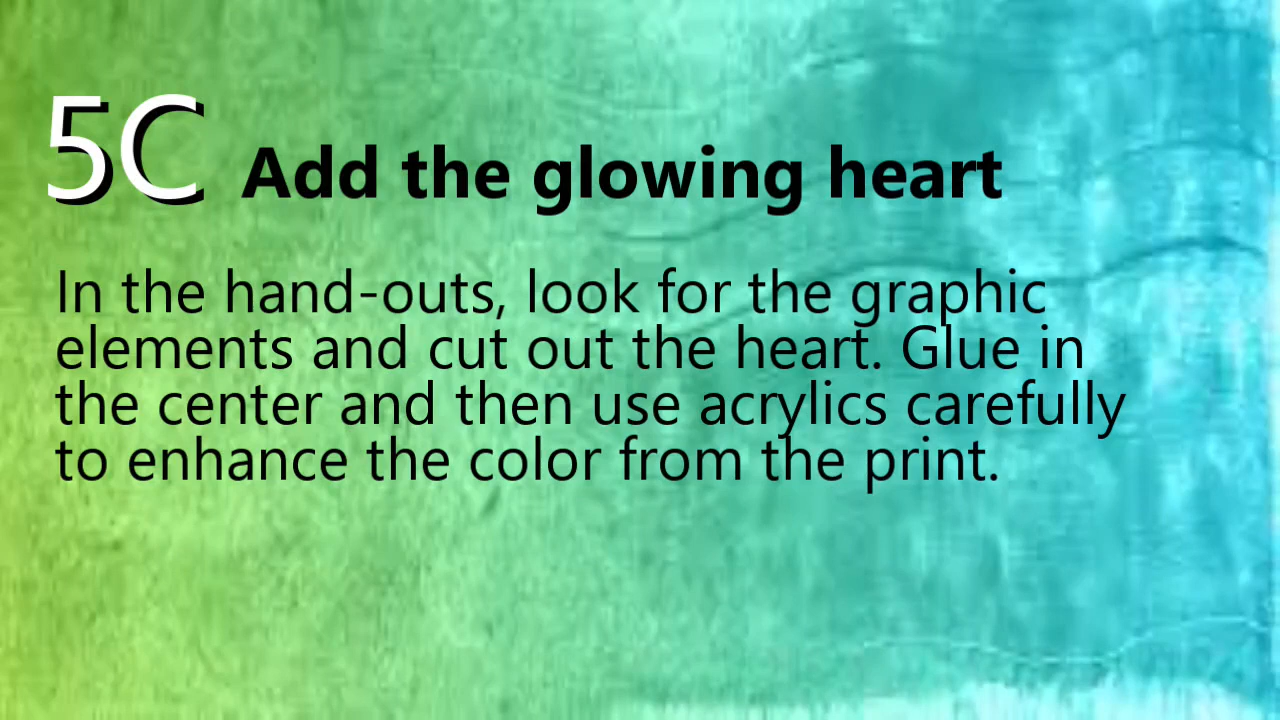 5C Add the glowing heart
In the hand-outs, look for the graphic
elements and cut out the heart. Glue in
the center and then use acrylics carefully
to enhance the color from the print.